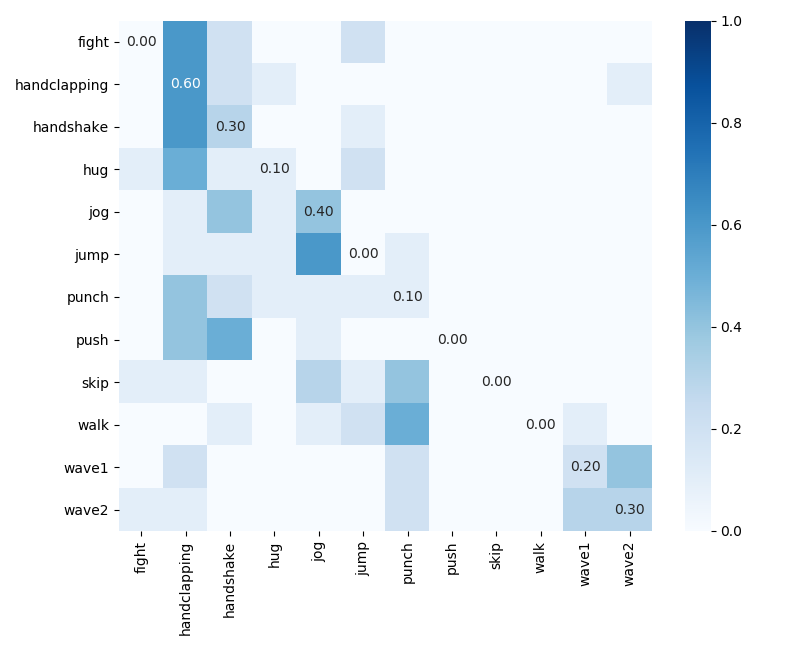 fight 0.00
handclapping 0.60
handshake 0.30
hug 0.10
jog 0.40
jump 0.00
punch 0.10
push 0.00
skip 0.00
walk 0.00
wave1 0.20
wave2 0.30
fight handclapping handshake hug jog jump punch push skip walk wave1 wave2
1.0
0.8
0.6
0.4
0.2
0.0